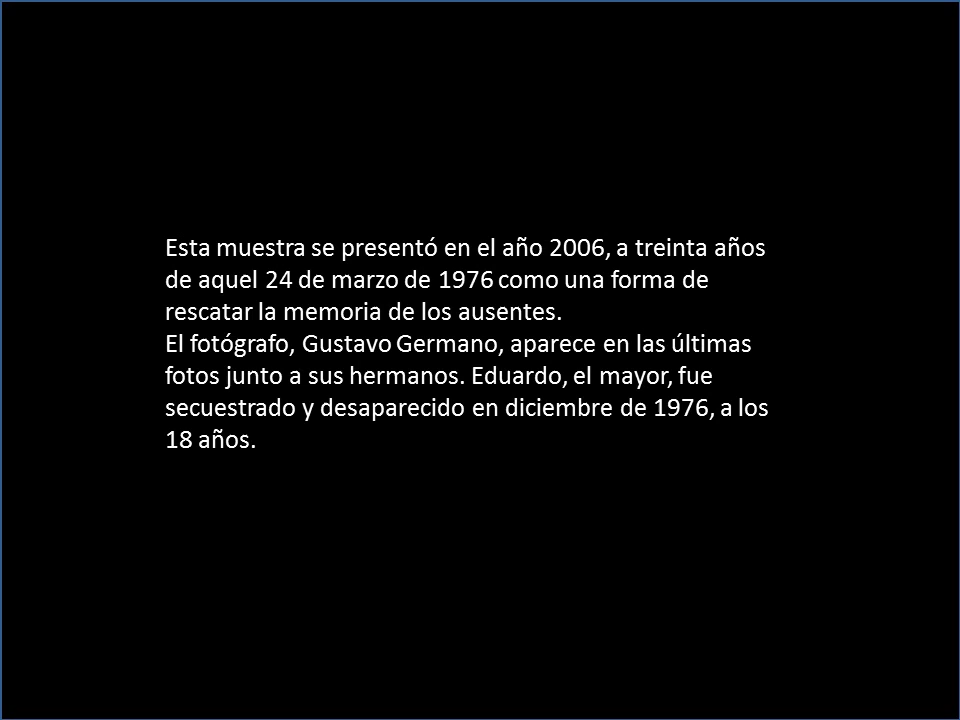 Esta muestra se presentó en el año 2006, a treinta años
de aquel 24 de marzo de 1976 como una forma de
rescatar la memoria de los ausentes.
El fotógrafo, Gustavo Germano, aparece en las últimas
fotos junto a sus hermanos. Eduardo, el mayor, fue
secuestrado y desaparecido en diciembre de 1976, a los
18 años.